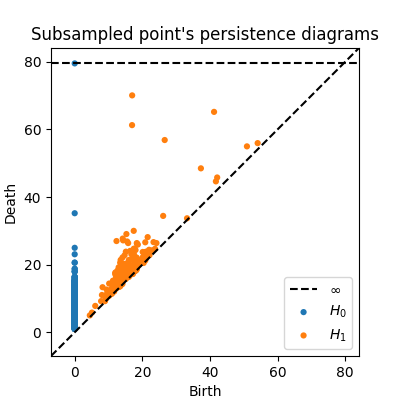 Subsampled point's persistence diagrams
80
60
40
20
0
Death
0 20 40 60 80
Birth
∞
H₀
H₁